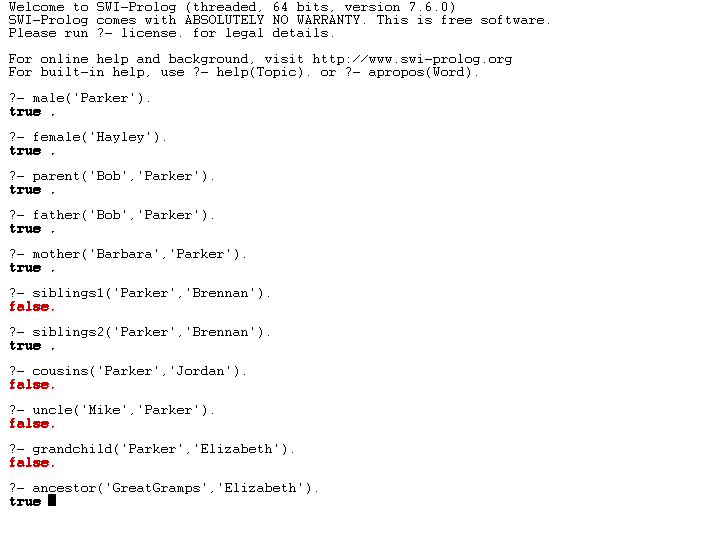 Welcome to SWI-Prolog (threaded, 64 bits, version 7.6.0)
SWI-Prolog comes with ABSOLUTELY NO WARRANTY. This is free software.
Please run ?- license. for legal details.
For online help and background, visit http://www.swi-prolog.org
For built-in help, use ?- help(Topic). or ?- apropos(Word).
?- male('Parker').
true .
?- female('Hayley').
true .
?- parent('Bob','Parker').
true .
?- father('Bob','Parker').
true .
?- mother('Barbara','Parker').
true .
?- siblings1('Parker','Brennan').
false.
?- siblings2('Parker','Brennan').
true .
?- cousins('Parker','Jordan').
false.
?- uncle('Mike','Parker').
false.
?- grandchild('Parker','Elizabeth').
false.
?- ancestor('GreatGramps','Elizabeth').
true